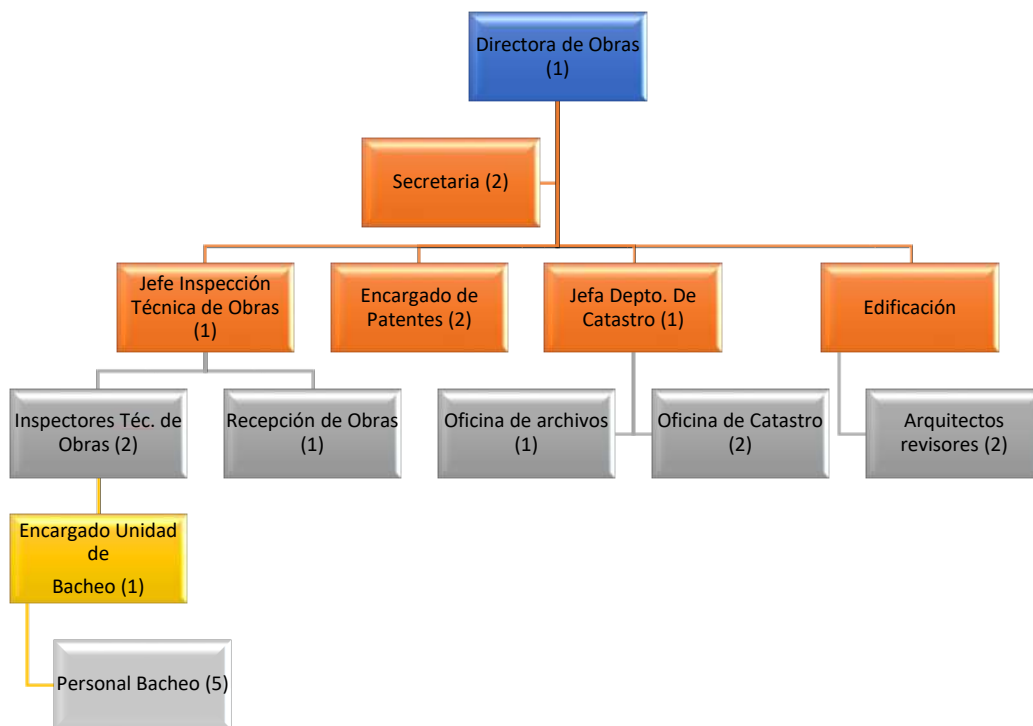 Directora de Obras
(1)
Secretaria (2)
Jefe Inspección
Técnica de Obras
(1)
Encargado de
Patentes (2)
Jefa Depto. De
Catastro (1)
Edificación
Inspectores Téc. de
Obras (2)
Recepción de Obras
(1)
Oficina de archivos
(1)
Oficina de Catastro
(2)
Arquitectos
revisores (2)
Encargado Unidad
de
Bacheo (1)
Personal Bacheo (5)